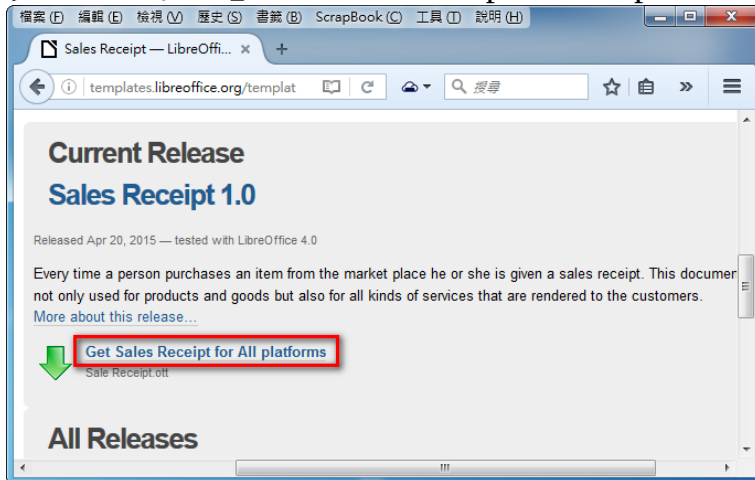 檔案(F) 編輯(E) 檢視(V) 歷史(S) 書籤(B) ScrapBook(C) 工具(T) 說明(H)
Sales Receipt — LibreOffi... × +
templates.libreoffice.org/templat 搜尋
Current Release
Sales Receipt 1.0
Released Apr 20, 2015 — tested with LibreOffice 4.0
Every time a person purchases an item from the market place he or she is given a sales receipt. This documen
not only used for products and goods but also for all kinds of services that are rendered to the customers.
More about this release…
Get Sales Receipt for All platforms
Sale Receipt.ott
All Releases